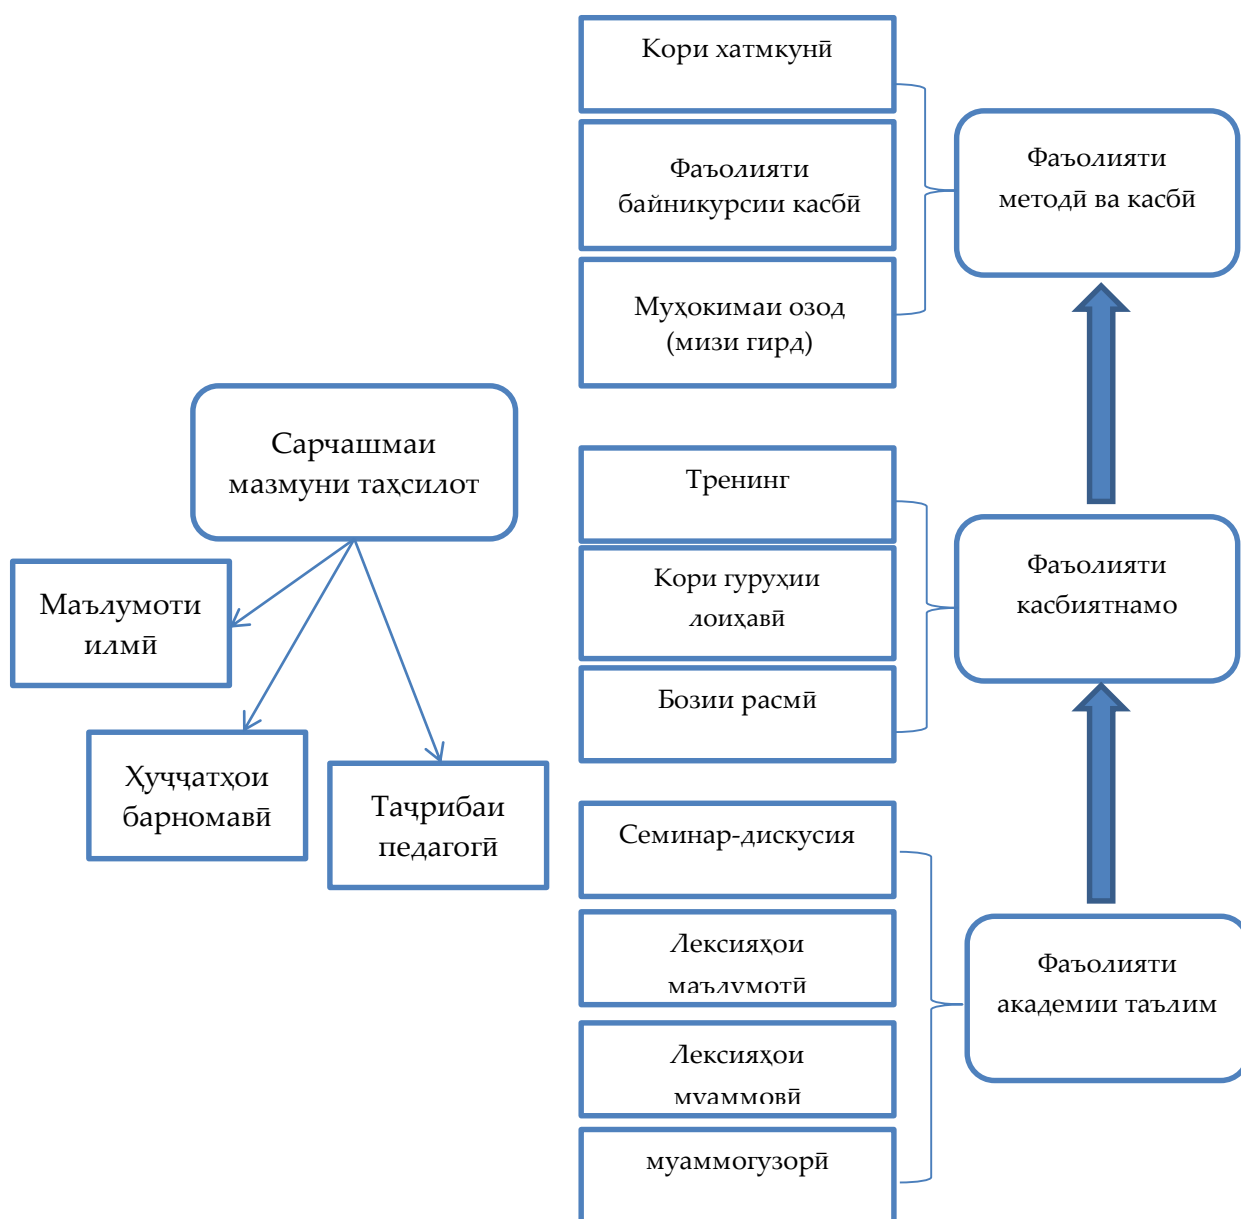 Кори хатмкунӣ
Фаъолияти
байникурсии касбӣ
Муҳокимаи озод
(мизи гирд)
Фаъолияти
методӣ ва касбӣ
Сарчашмаи
мазмуни таҳсилот
Маълумоти
илмӣ
Ҳуҷҷатҳои
барномавӣ
Таҷрибаи
педагогӣ
Тренинг
Кори гуруҳии
лоиҳавӣ
Бозии расмӣ
Фаъолияти
касбиятнамо
Семинар-дискусия
Лексияҳои
маълумотӣ
Лексияҳои
муаммовӣ
муаммогузорӣ
Фаъолияти
академии таълим